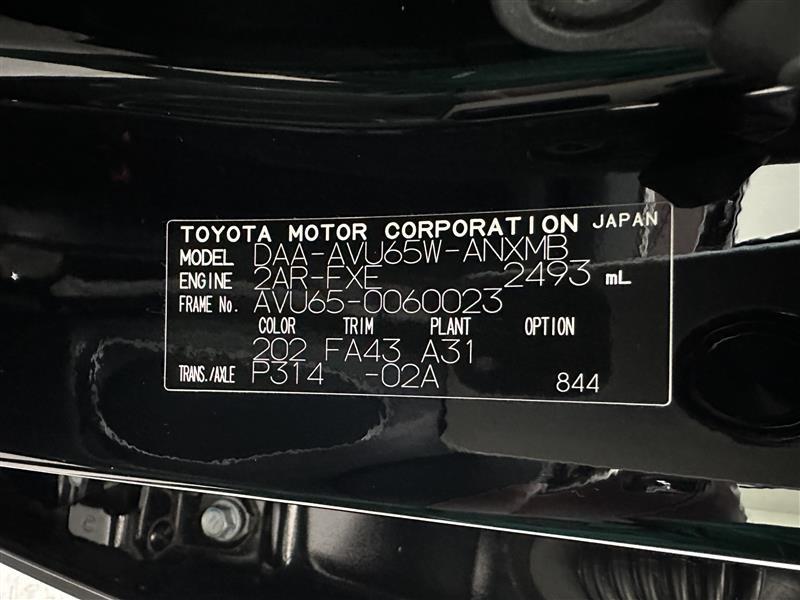 TOYOTA MOTOR CORPORATION JAPAN
MODEL DAA-AVU65W-ANXMB
ENGINE 2AR-FXE 2493 mL
FRAME No. AVU65-0060023
COLOR TRIM PLANT OPTION
202 FA43 A31
TRANS./AXLE P314 -02A 844